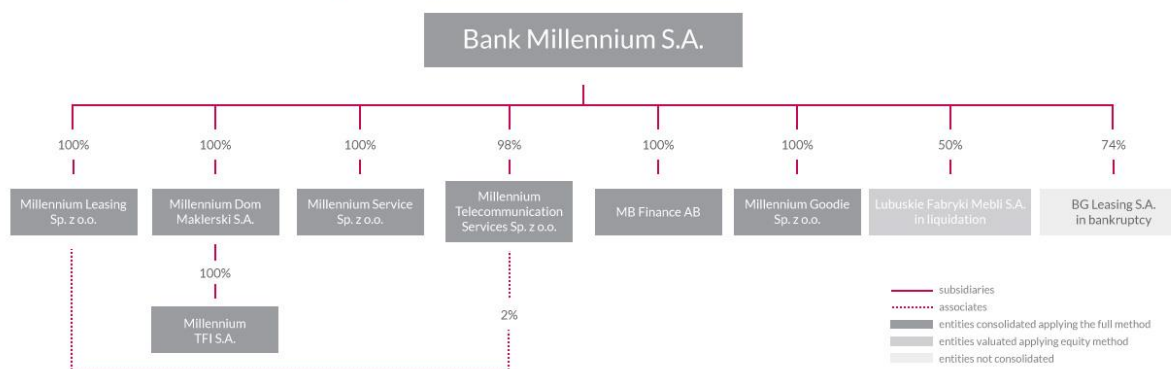 Bank Millennium S.A.
100%
100%
100%
98%
100%
100%
50%
74%
Millennium Leasing
Sp. z o.o.
Millennium Dom
Maklerski S.A.
Millennium Service
Sp. z o.o.
Millennium
Telecommunication
Services Sp. z o.o.
MB Finance AB
Millennium Goodie
Sp. z o.o.
Lubuskie Fabryki Mebli S.A.
in liquidation
BG Leasing S.A.
in bankruptcy
100%
2%
Millennium
TFI S.A.
subsidiaries
associates
entities consolidated applying the full method
entities valuated applying equity method
entities not consolidated